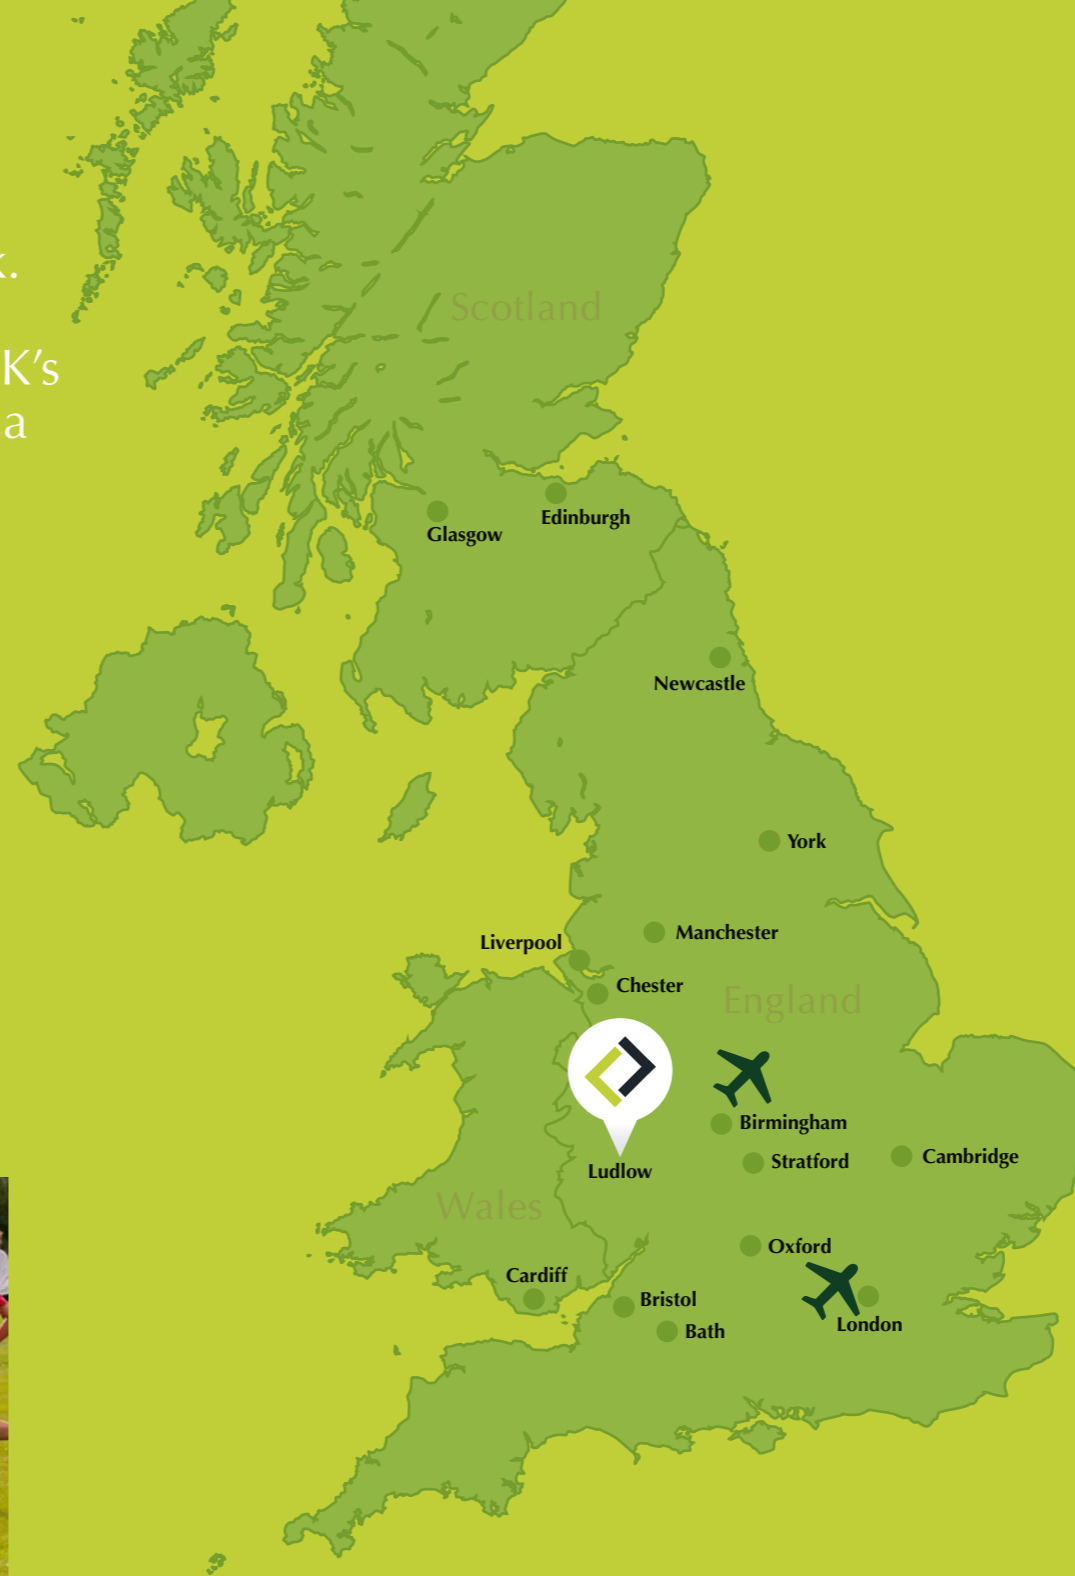 k.
K's
a
Scotland
Glasgow
Edinburgh
Newcastle
York
Manchester
Liverpool
Chester
England
Birmingham
Ludlow
Stratford
Cambridge
Wales
Oxford
Cardiff
Bristol
London
Bath